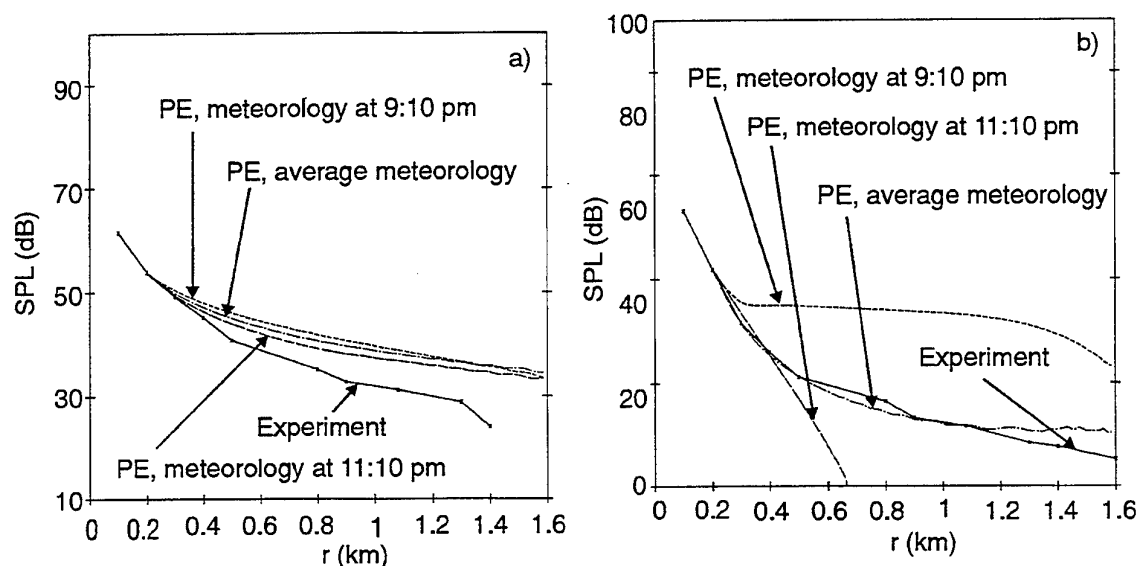 a)
90
70
50
30
10
SPL (dB)
PE, meteorology at 9:10 pm
PE, average meteorology
Experiment
PE, meteorology at 11:10 pm
0 0.2 0.4 0.6 0.8 1 1.2 1.4 1.6
r (km)
b)
100
80
60
40
20
0
SPL (dB)
PE, meteorology at 9:10 pm
PE, meteorology at 11:10 pm
PE, average meteorology
Experiment
0 0.2 0.4 0.6 0.8 1 1.2 1.4 1.6
r (km)